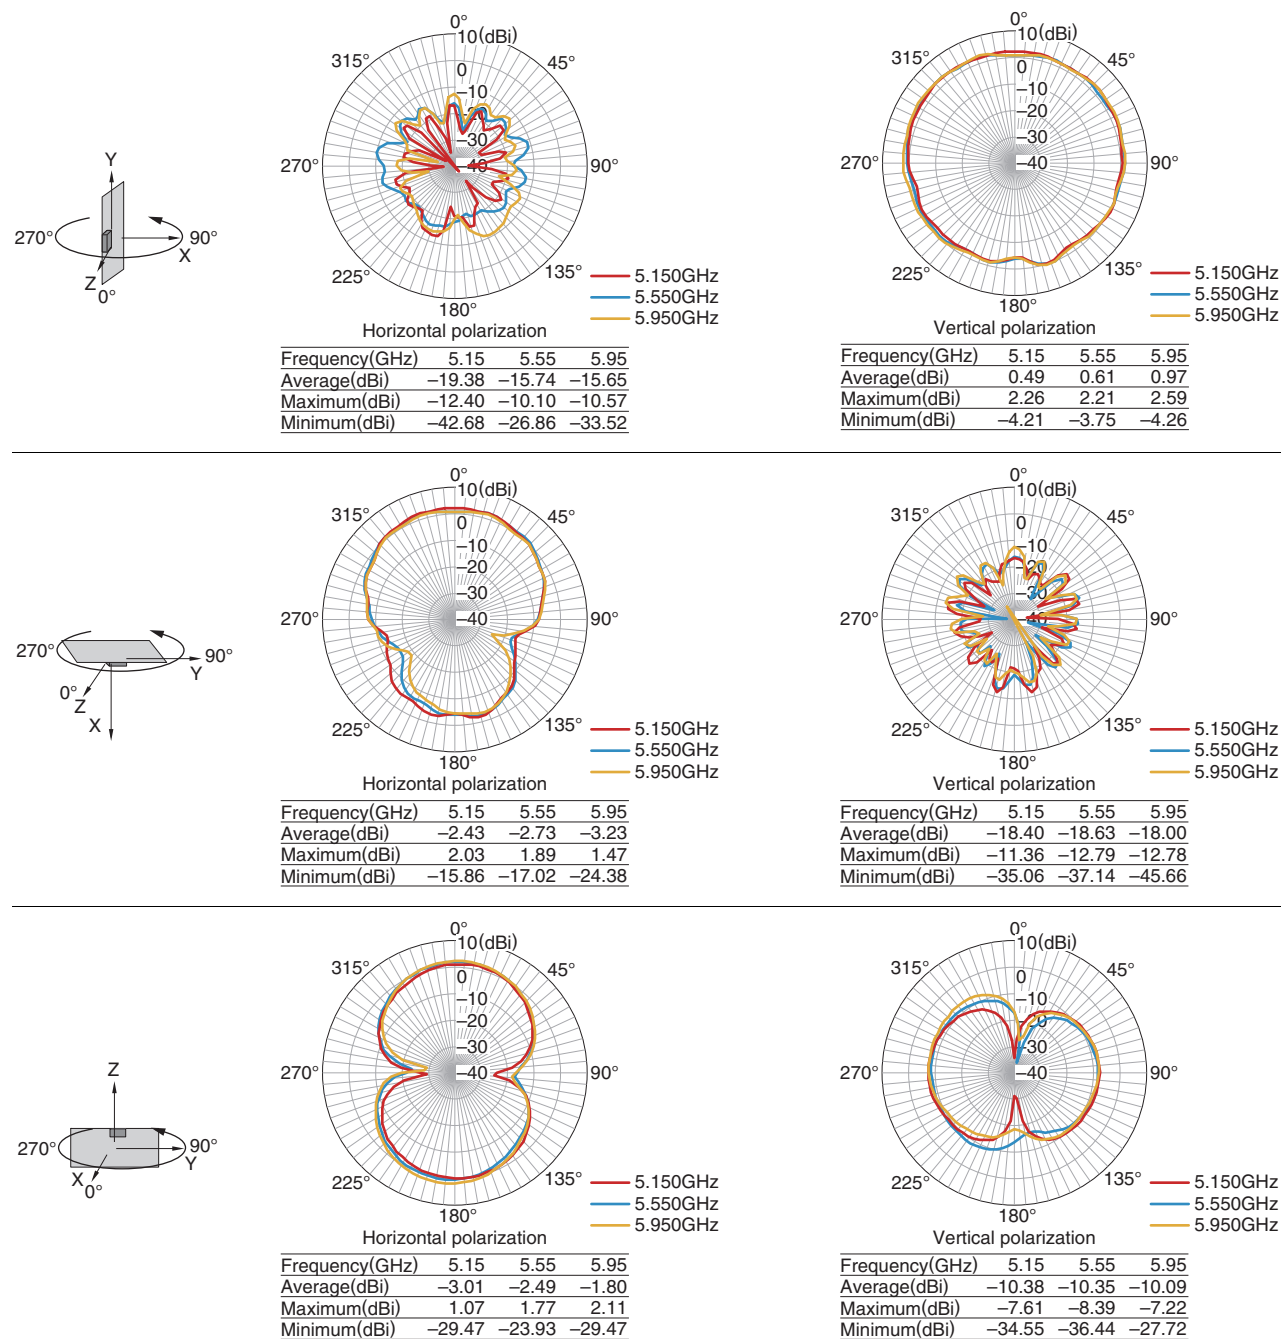 0°
10(dBi)
315° 45°
0
–10
–20
–30
270° –40 90°
225° 135°
180°
Y
270° 90°
X
Z
0°
5.150GHz
5.550GHz
5.950GHz
Horizontal polarization
Frequency(GHz) 5.15 5.55 5.95
Average(dBi) –19.38 –15.74 –15.65
Maximum(dBi) –12.40 –10.10 –10.57
Minimum(dBi) –42.68 –26.86 –33.52
0°
10(dBi)
315° 45°
0
–10
–20
–30
270° –40 90°
225° 135°
180°
5.150GHz
5.550GHz
5.950GHz
Vertical polarization
Frequency(GHz) 5.15 5.55 5.95
Average(dBi) 0.49 0.61 0.97
Maximum(dBi) 2.26 2.21 2.59
Minimum(dBi) –4.21 –3.75 –4.26
0°
10(dBi)
315° 45°
0
–10
–20
–30
270° –40 90°
225° 135°
180°
270° 90°
Y
0°
Z
X
5.150GHz
5.550GHz
5.950GHz
Horizontal polarization
Frequency(GHz) 5.15 5.55 5.95
Average(dBi) –2.43 –2.73 –3.23
Maximum(dBi) 2.03 1.89 1.47
Minimum(dBi) –15.86 –17.02 –24.38
0°
10(dBi)
315° 45°
0
–10
–20
–30
270° –40 90°
225° 135°
180°
5.150GHz
5.550GHz
5.950GHz
Vertical polarization
Frequency(GHz) 5.15 5.55 5.95
Average(dBi) –18.40 –18.63 –18.00
Maximum(dBi) –11.36 –12.79 –12.78
Minimum(dBi) –35.06 –37.14 –45.66
0°
10(dBi)
315° 45°
0
–10
–20
–30
270° –40 90°
225° 135°
180°
Z
270° 90°
Y
X
0°
5.150GHz
5.550GHz
5.950GHz
Horizontal polarization
Frequency(GHz) 5.15 5.55 5.95
Average(dBi) –3.01 –2.49 –1.80
Maximum(dBi) 1.07 1.77 2.11
Minimum(dBi) –29.47 –23.93 –29.47
0°
10(dBi)
315° 45°
0
–10
–20
–30
270° –40 90°
225° 135°
180°
5.150GHz
5.550GHz
5.950GHz
Vertical polarization
Frequency(GHz) 5.15 5.55 5.95
Average(dBi) –10.38 –10.35 –10.09
Maximum(dBi) –7.61 –8.39 –7.22
Minimum(dBi) –34.55 –36.44 –27.72